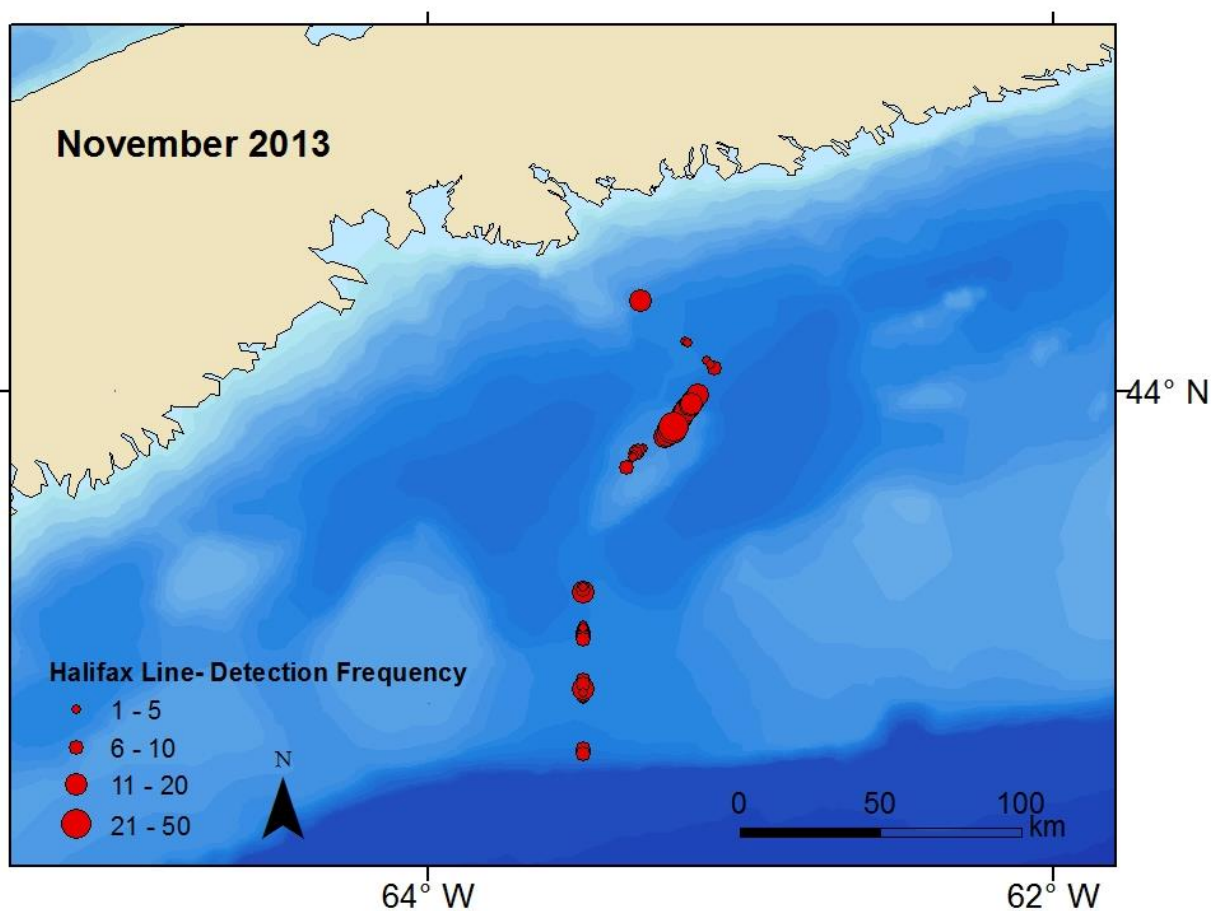 November 2013
44° N
Halifax Line- Detection Frequency
1 - 5
6 - 10
11 - 20
21 - 50
N
0 50 100
km
64° W 62° W